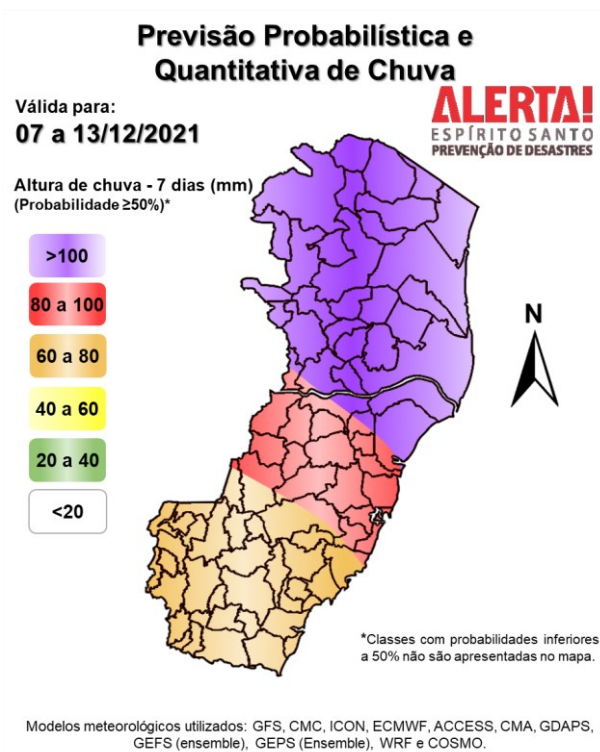 Previsão Probabilística e
Quantitativa de Chuva
Válida para:
07 a 13/12/2021
ALERTA!
ESPÍRITO SANTO
PREVENÇÃO DE DESASTRES
Altura de chuva - 7 dias (mm)
(Probabilidade ≥50%)*
>100
80 a 100
60 a 80
40 a 60
20 a 40
<20
N
*Classes com probabilidades inferiores
a 50% não são apresentadas no mapa.
Modelos meteorológicos utilizados: GFS, CMC, ICON, ECMWF, ACCESS, CMA, GDAPS,
GEFS (ensemble), GEPS (Ensemble), WRF e COSMO.